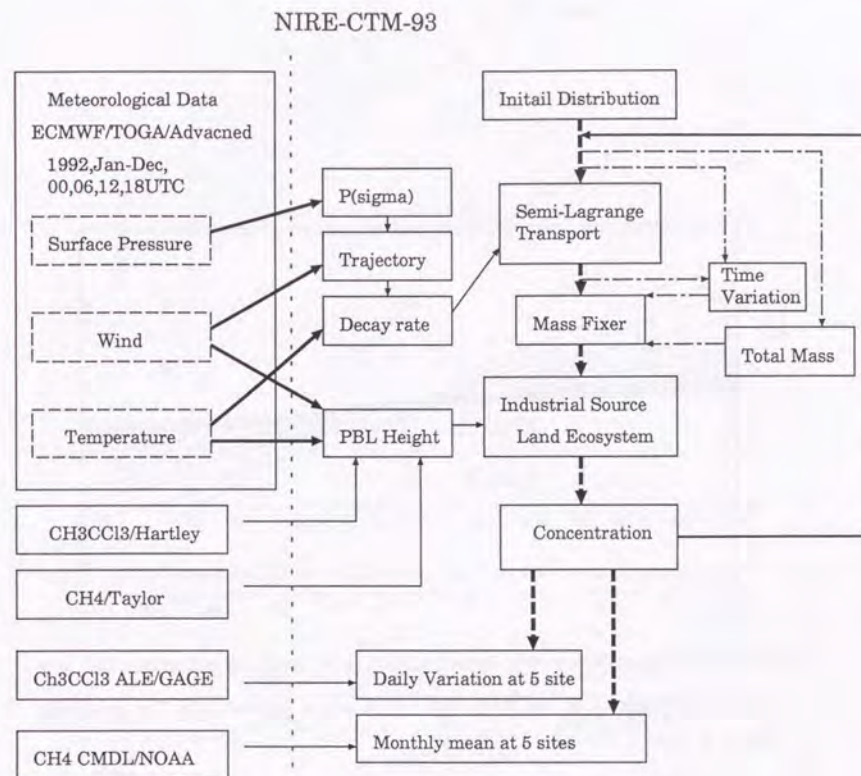 NIRE-CTM-93
Meteorological Data
ECMWF/TOGA/Advacned
1992,Jan-Dec,
00,06,12,18UTC
Surface Pressure
Wind
Temperature
CH3CCl3/Hartley
CH4/Taylor
Ch3CCl3 ALE/GAGE
CH4 CMDL/NOAA
P(sigma)
Trajectory
Decay rate
PBL Height
Initail Distribution
Semi-Lagrange
Transport
Time
Variation
Mass Fixer
Total Mass
Industrial Source
Land Ecosystem
Concentration
Daily Variation at 5 site
Monthly mean at 5 sites